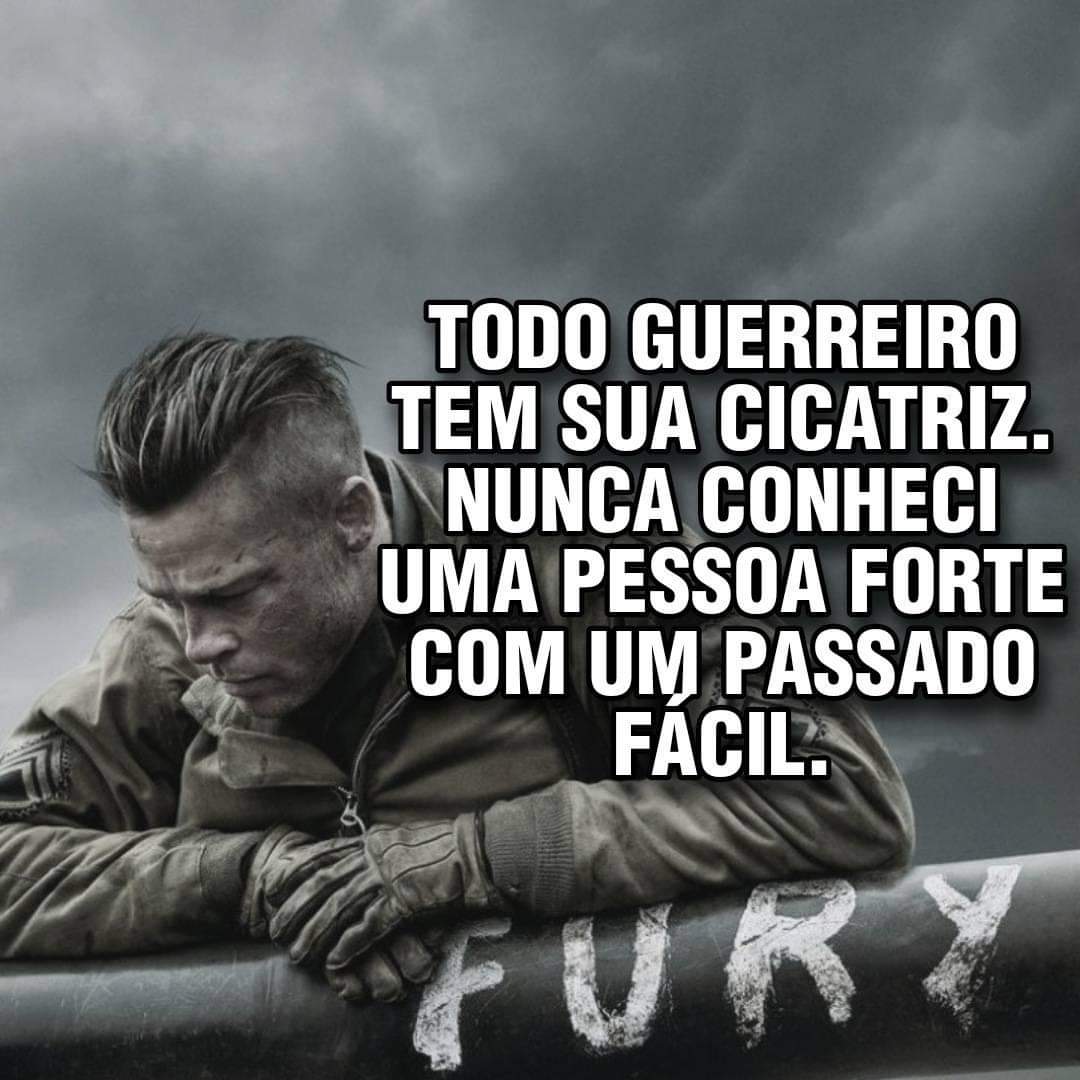 TODO GUERREIRO
TEM SUA CICATRIZ.
NUNCA CONHECI
UMA PESSOA FORTE
COM UM PASSADO
FÁCIL.
FURY